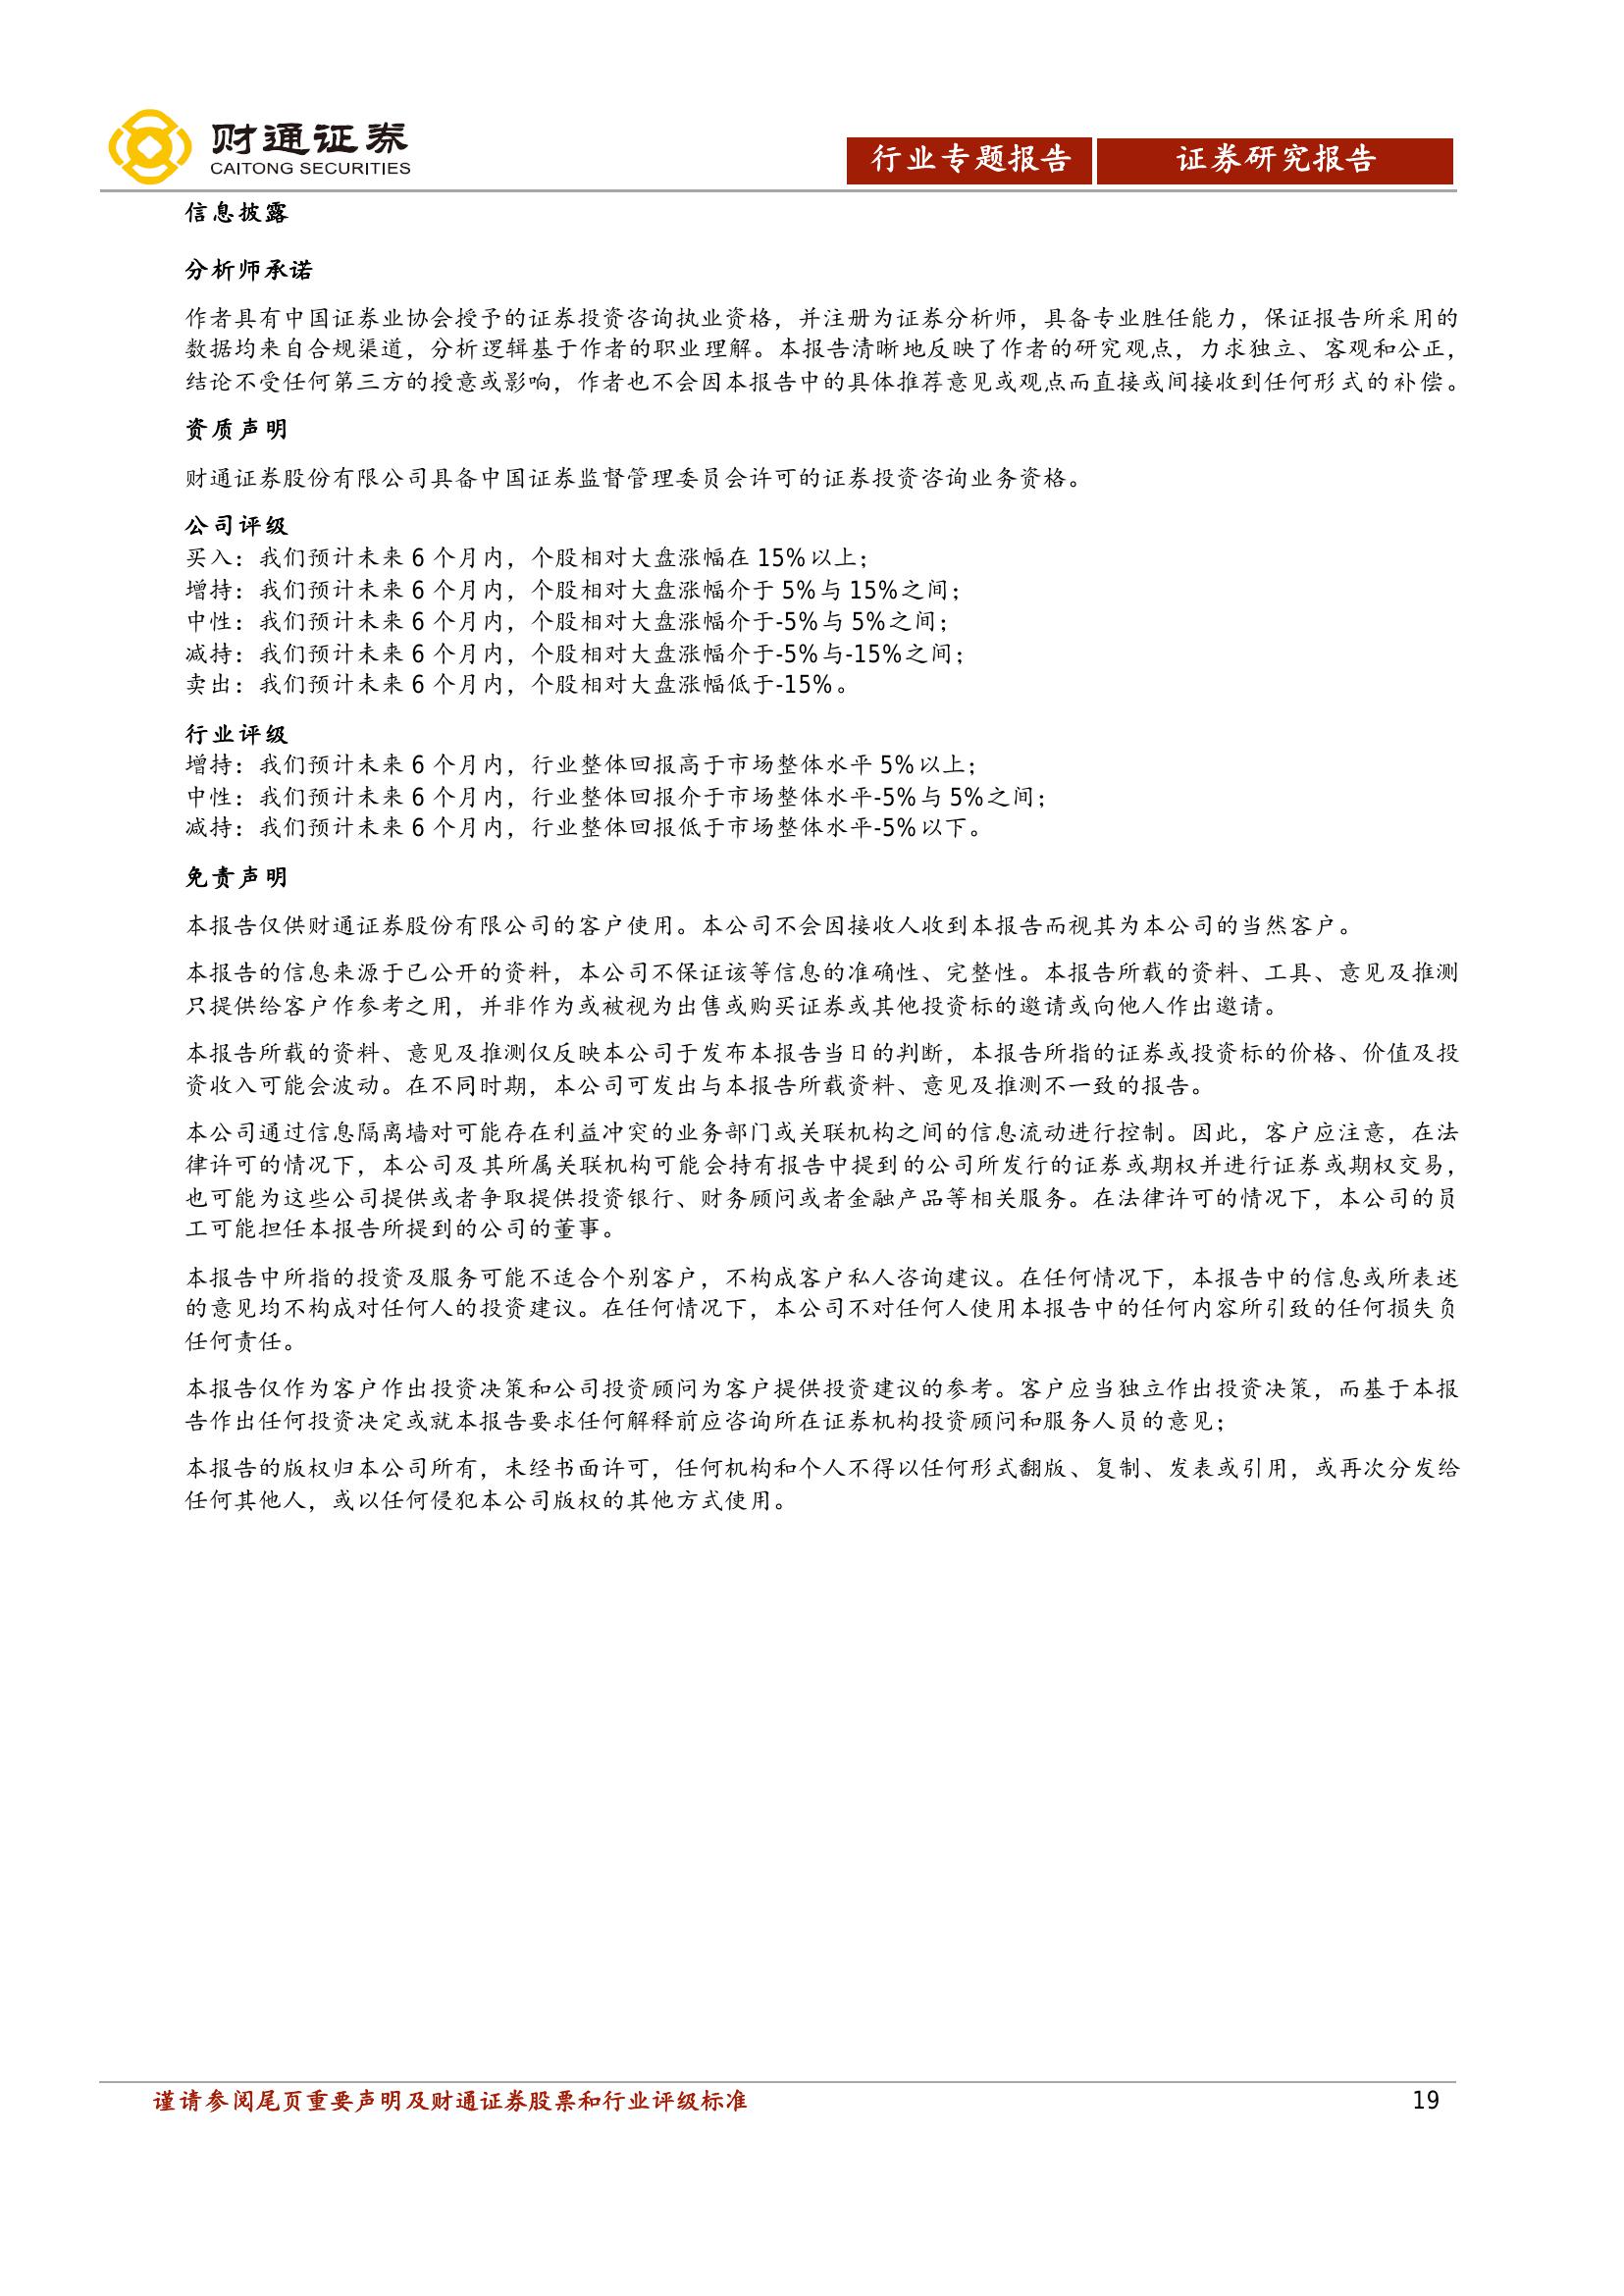 财通证券
CAITONG SECURITIES
行业专题报告
证券研究报告
信息披露
分析师承诺
作者具有中国证券业协会授予的证券投资咨询执业资格，并注册为证券分析师，具备专业胜任能力，保证报告所采用的
数据均来自合规渠道，分析逻辑基于作者的职业理解。本报告清晰地反映了作者的研究观点，力求独立、客观和公正，
结论不受任何第三方的授意或影响，作者也不会因本报告中的具体推荐意见或观点而直接或间接收到任何形式的补偿。
资质声明
财通证券股份有限公司具备中国证券监督管理委员会许可的证券投资咨询业务资格。
公司评级
买入：我们预计未来 6 个月内，个股相对大盘涨幅在 15%以上；
增持：我们预计未来 6 个月内，个股相对大盘涨幅介于 5%与 15%之间；
中性：我们预计未来 6 个月内，个股相对大盘涨幅介于-5%与 5%之间；
减持：我们预计未来 6 个月内，个股相对大盘涨幅介于-5%与-15%之间；
卖出：我们预计未来 6 个月内，个股相对大盘涨幅低于-15%。
行业评级
增持：我们预计未来 6 个月内，行业整体回报高于市场整体水平 5%以上；
中性：我们预计未来 6 个月内，行业整体回报介于市场整体水平-5%与 5%之间；
减持：我们预计未来 6 个月内，行业整体回报低于市场整体水平-5%以下。
免责声明
本报告仅供财通证券股份有限公司的客户使用。本公司不会因接收人收到本报告而视其为本公司的当然客户。
本报告的信息来源于已公开的资料，本公司不保证该等信息的准确性、完整性。本报告所载的资料、工具、意见及推测
只提供给客户作参考之用，并非作为或被视为出售或购买证券或其他投资标的邀请或向他人作出邀请。
本报告所载的资料、意见及推测仅反映本公司于发布本报告当日的判断，本报告所指的证券或投资标的价格、价值及投
资收入可能会波动。在不同时期，本公司可发出与本报告所载资料、意见及推测不一致的报告。
本公司通过信息隔离墙对可能存在利益冲突的业务部门或关联机构之间的信息流动进行控制。因此，客户应注意，在法
律许可的情况下，本公司及其所属关联机构可能会持有报告中提到的公司所发行的证券或期权并进行证券或期权交易，
也可能为这些公司提供或者争取提供投资银行、财务顾问或者金融产品等相关服务。在法律许可的情况下，本公司的员
工可能担任本报告所提到的公司的董事。
本报告中所指的投资及服务可能不适合个别客户，不构成客户私人咨询建议。在任何情况下，本报告中的信息或所表述
的意见均不构成对任何人的投资建议。在任何情况下，本公司不对任何人使用本报告中的任何内容所引致的任何损失负
任何责任。
本报告仅作为客户作出投资决策和公司投资顾问为客户提供投资建议的参考。客户应当独立作出投资决策，而基于本报
告作出任何投资决定或就本报告要求任何解释前应咨询所在证券机构投资顾问和服务人员的意见；
本报告的版权归本公司所有，未经书面许可，任何机构和个人不得以任何形式翻版、复制、发表或引用，或再次分发给
任何其他人，或以任何侵犯本公司版权的其他方式使用。
谨请参阅尾页重要声明及财通证券股票和行业评级标准
19